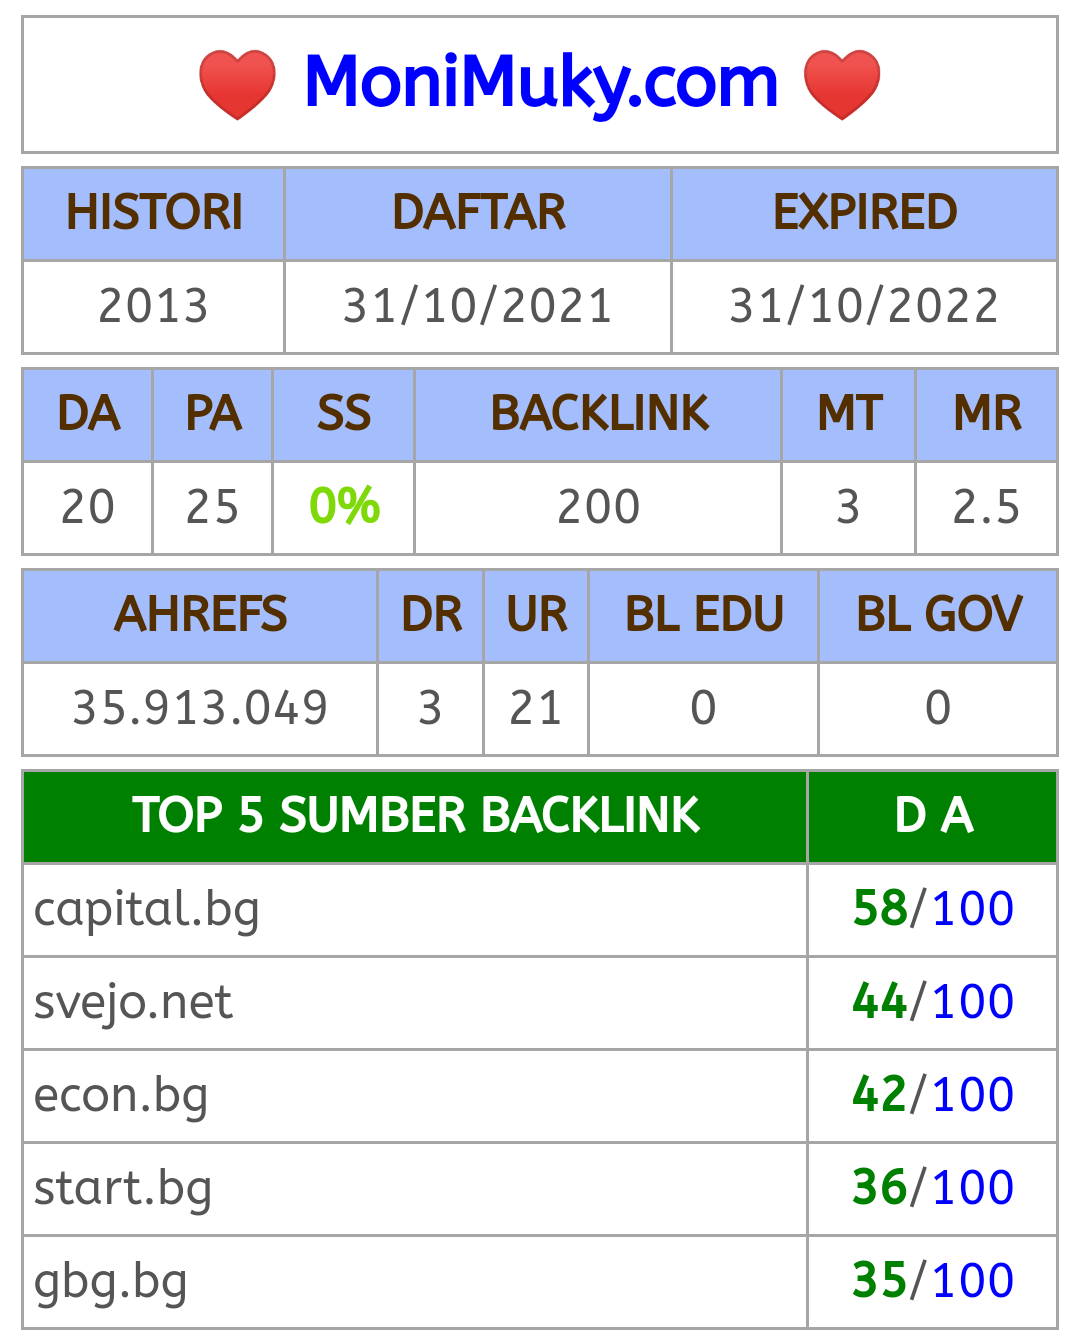 MoniMuky.com
HISTORI DAFTAR EXPIRED
2013 31/10/2021 31/10/2022
DA PA SS BACKLINK MT MR
20 25 0% 200 3 2.5
AHREFS DR UR BL EDU BL GOV
35.913.049 3 21 0 0
TOP 5 SUMBER BACKLINK D A
capital.bg 58/100
svejo.net 44/100
econ.bg 42/100
start.bg 36/100
gbg.bg 35/100